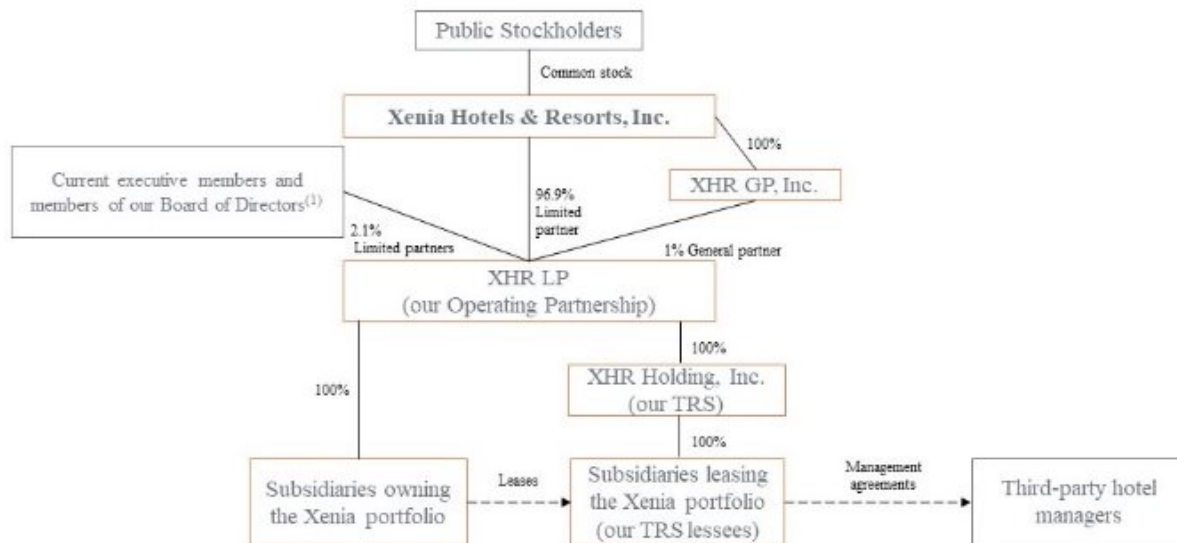 Public Stockholders
Common stock
Xenia Hotels & Resorts, Inc.
100%
XHR GP, Inc.
Current executive members and
members of our Board of Directors(1)
96.9%
Limited
partner
2.1%
Limited partners
1% General partner
XHR LP
(our Operating Partnership)
100%
100%
XHR Holding, Inc.
(our TRS)
100%
Subsidiaries owning
the Xenia portfolio
Leases
Subsidiaries leasing
the Xenia portfolio
(our TRS lessees)
Management
agreements
Third-party hotel
managers